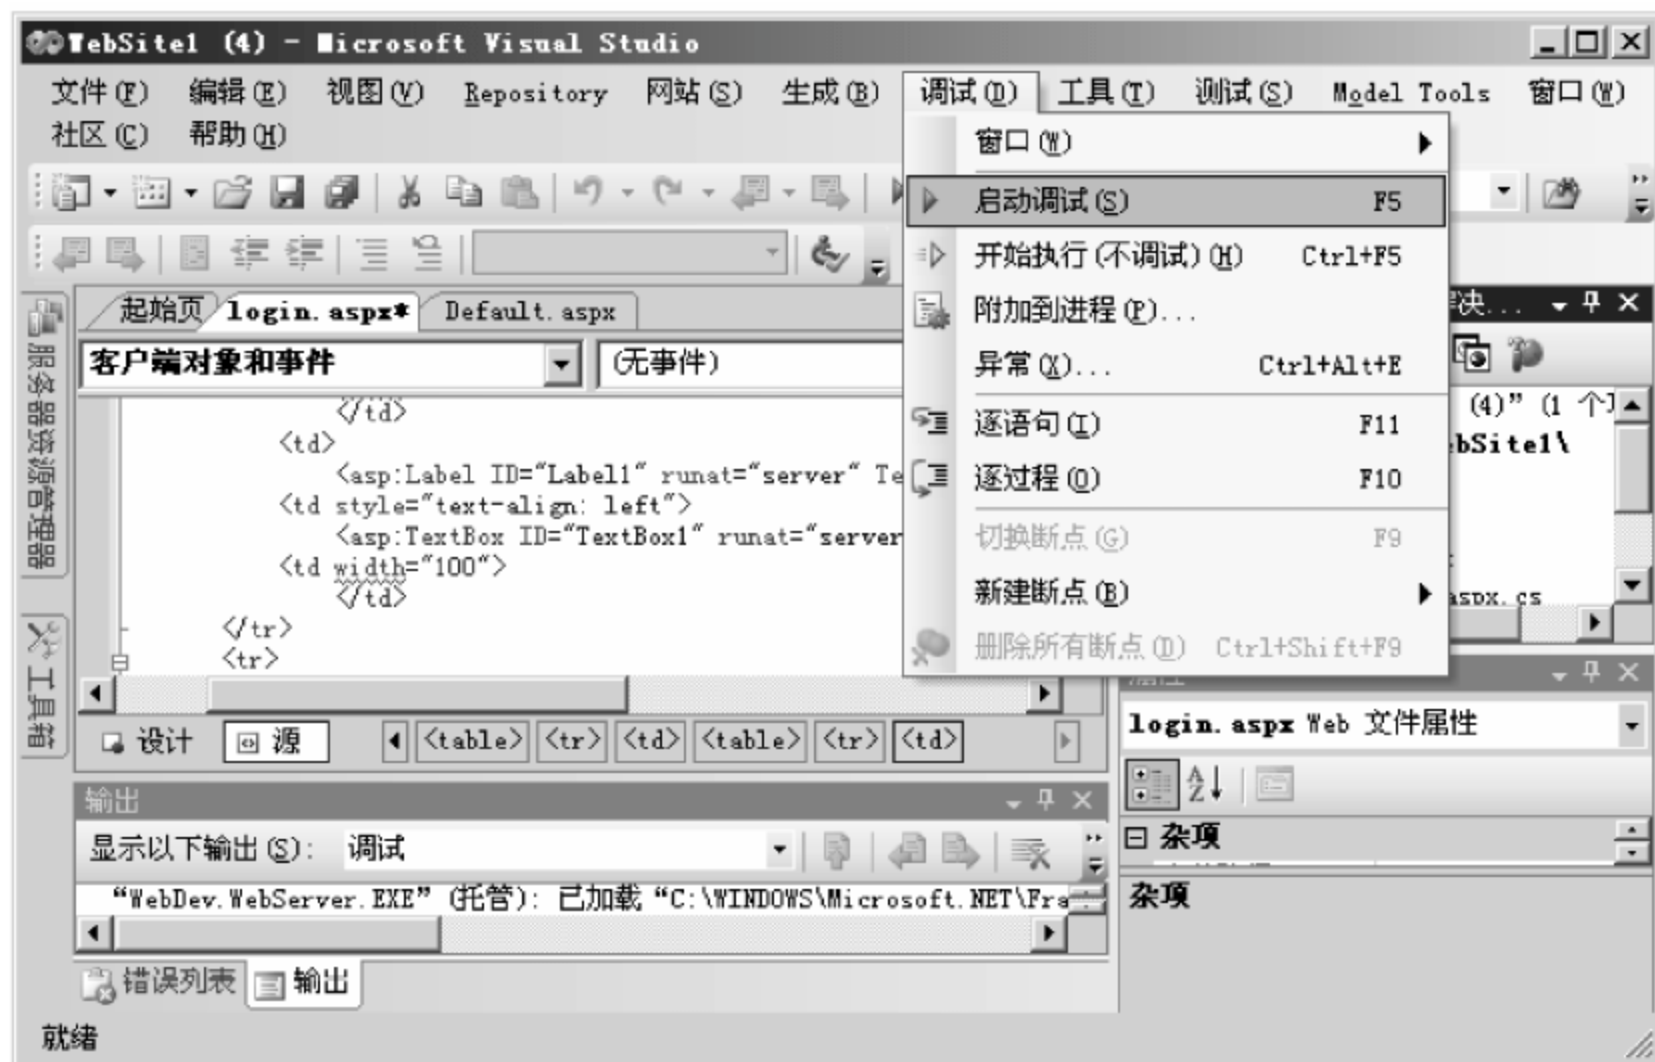 WebSite1 (4) - Microsoft Visual Studio
文件(F) 编辑(E) 视图(V) Repository 网站(S) 生成(B) 调试(D) 工具(T) 测试(S) Model Tools 窗口(W)
社区(C) 帮助(H)
窗口(W)
启动调试(S) F5
开始执行(不调试)(H) Ctrl+F5
附加到进程(P)...
异常(X)... Ctrl+Alt+E
逐语句(I) F11
逐过程(O) F10
切换断点(G) F9
新建断点(B)
删除所有断点(D) Ctrl+Shift+F9
服务器资源管理器
工具箱
起始页 login.aspx* Default.aspx
客户端对象和事件 (无事件)
</td>
<td>
<asp:Label ID="Label1" runat="server" Te
<td style="text-align: left">
<asp:TextBox ID="TextBox1" runat="server
<td width="100">
</td>
</tr>
<tr>
设计 源 <table> <tr> <td> <table> <tr> <td>
决...
(4)" (1 个
bSite1\
aspx.cs
输出
显示以下输出(S): 调试
"WebDev.WebServer.EXE" (托管): 已加载 "C:\WINDOWS\Microsoft.NET\Fra
错误列表 输出
login.aspx Web 文件属性
杂项
杂项
就绪